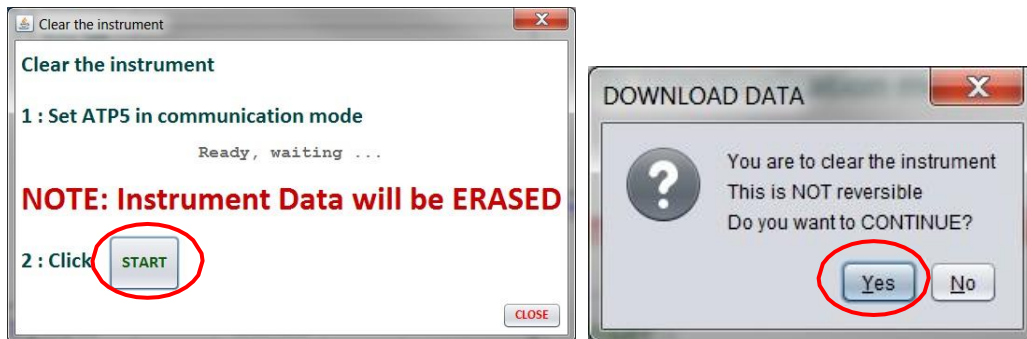 Clear the instrument
Clear the instrument
1 : Set ATP5 in communication mode
Ready, waiting ...
NOTE: Instrument Data will be ERASED
2 : Click START
CLOSE
DOWNLOAD DATA
You are to clear the instrument
This is NOT reversible
Do you want to CONTINUE?
Yes No